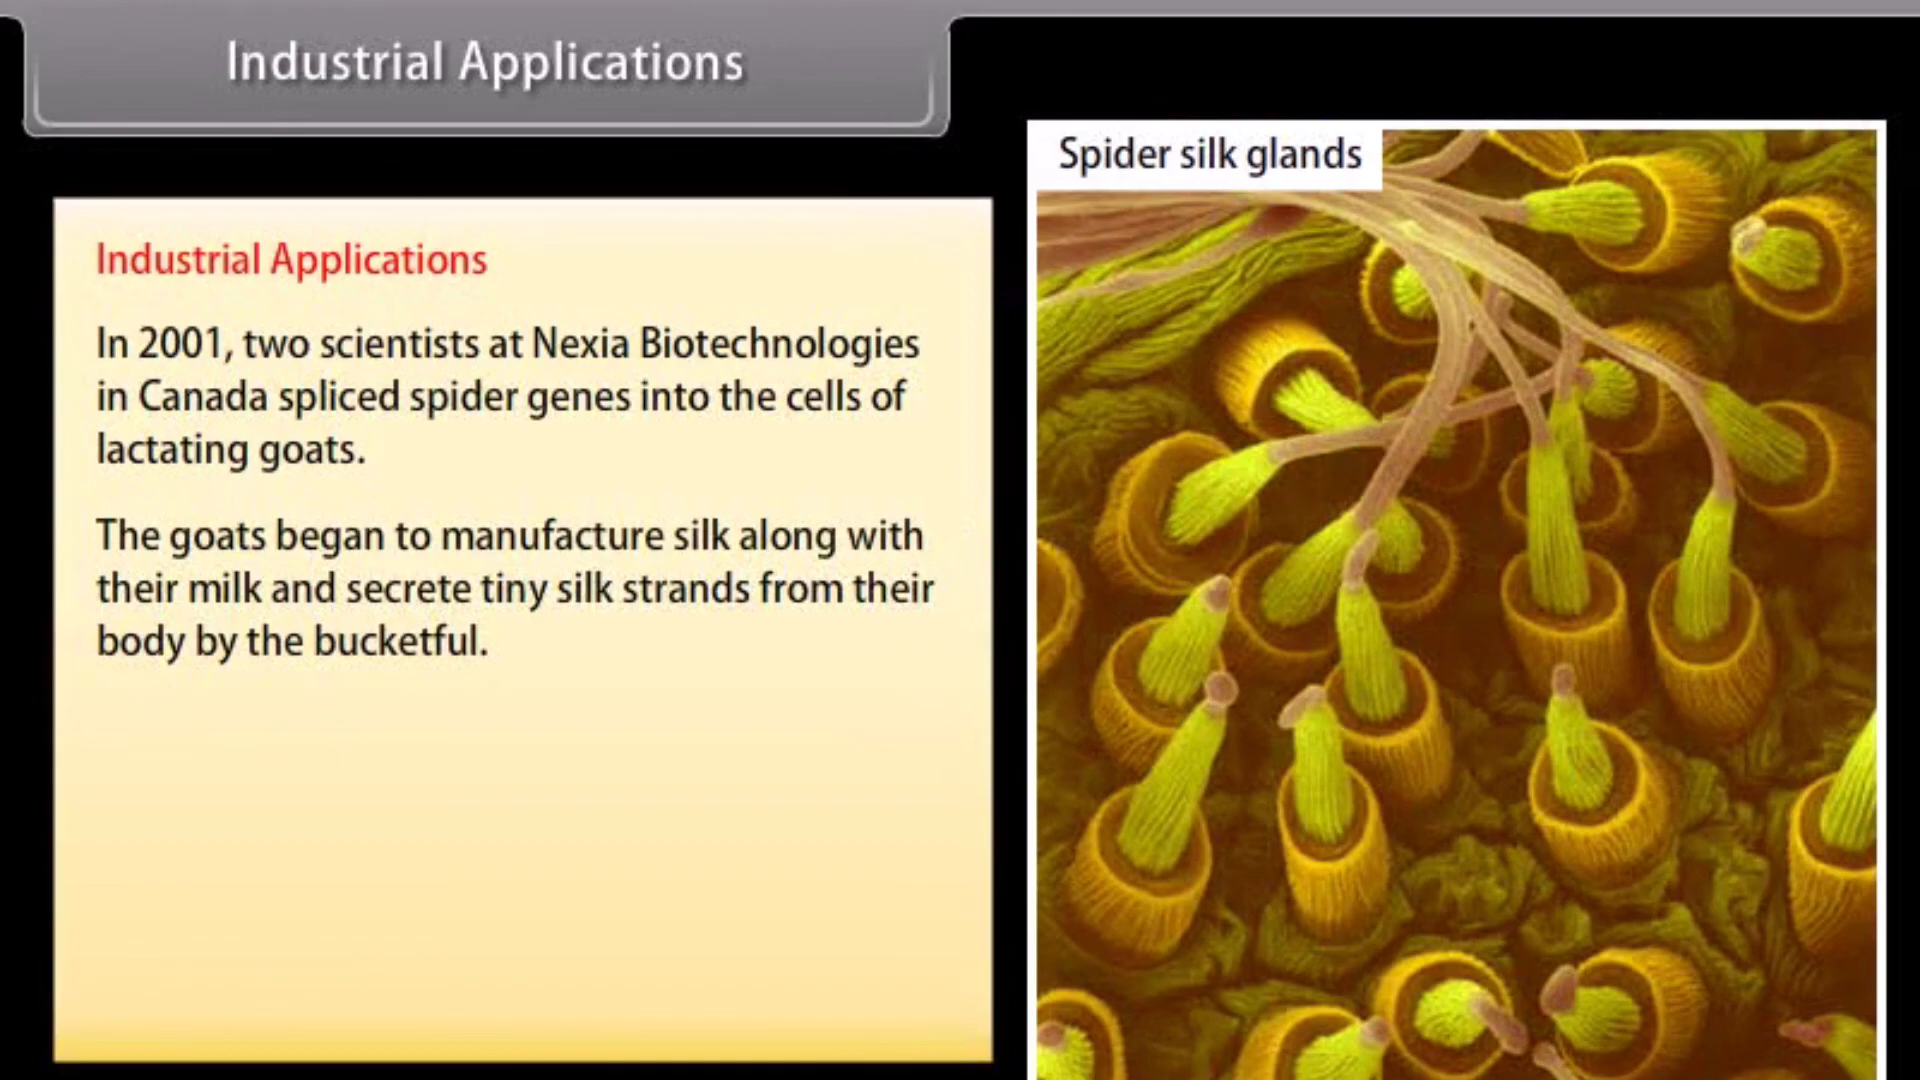 Industrial Applications
Spider silk glands
Industrial Applications
In 2001, two scientists at Nexia Biotechnologies
in Canada spliced spider genes into the cells of
lactating goats.
The goats began to manufacture silk along with
their milk and secrete tiny silk strands from their
body by the bucketful.